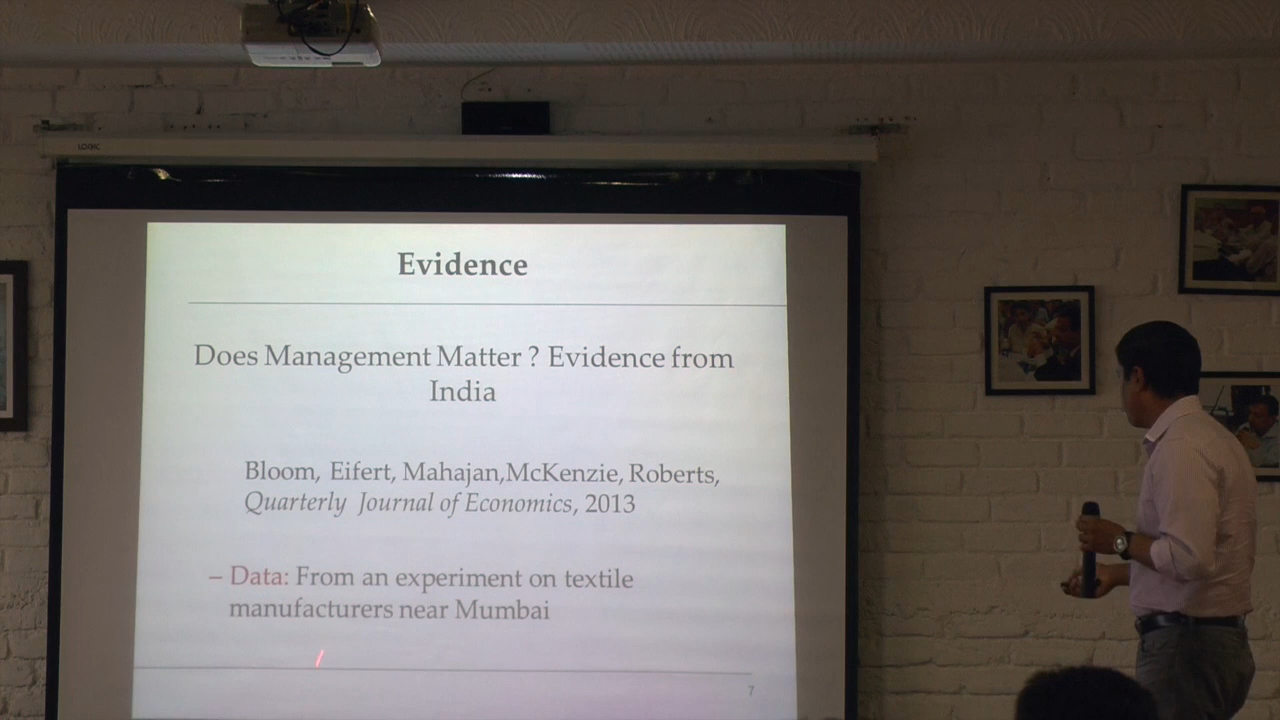 LOGIC
Evidence
Does Management Matter ? Evidence from
India
Bloom, Eifert, Mahajan,McKenzie, Roberts,
Quarterly Journal of Economics, 2013
– Data: From an experiment on textile
manufacturers near Mumbai
7